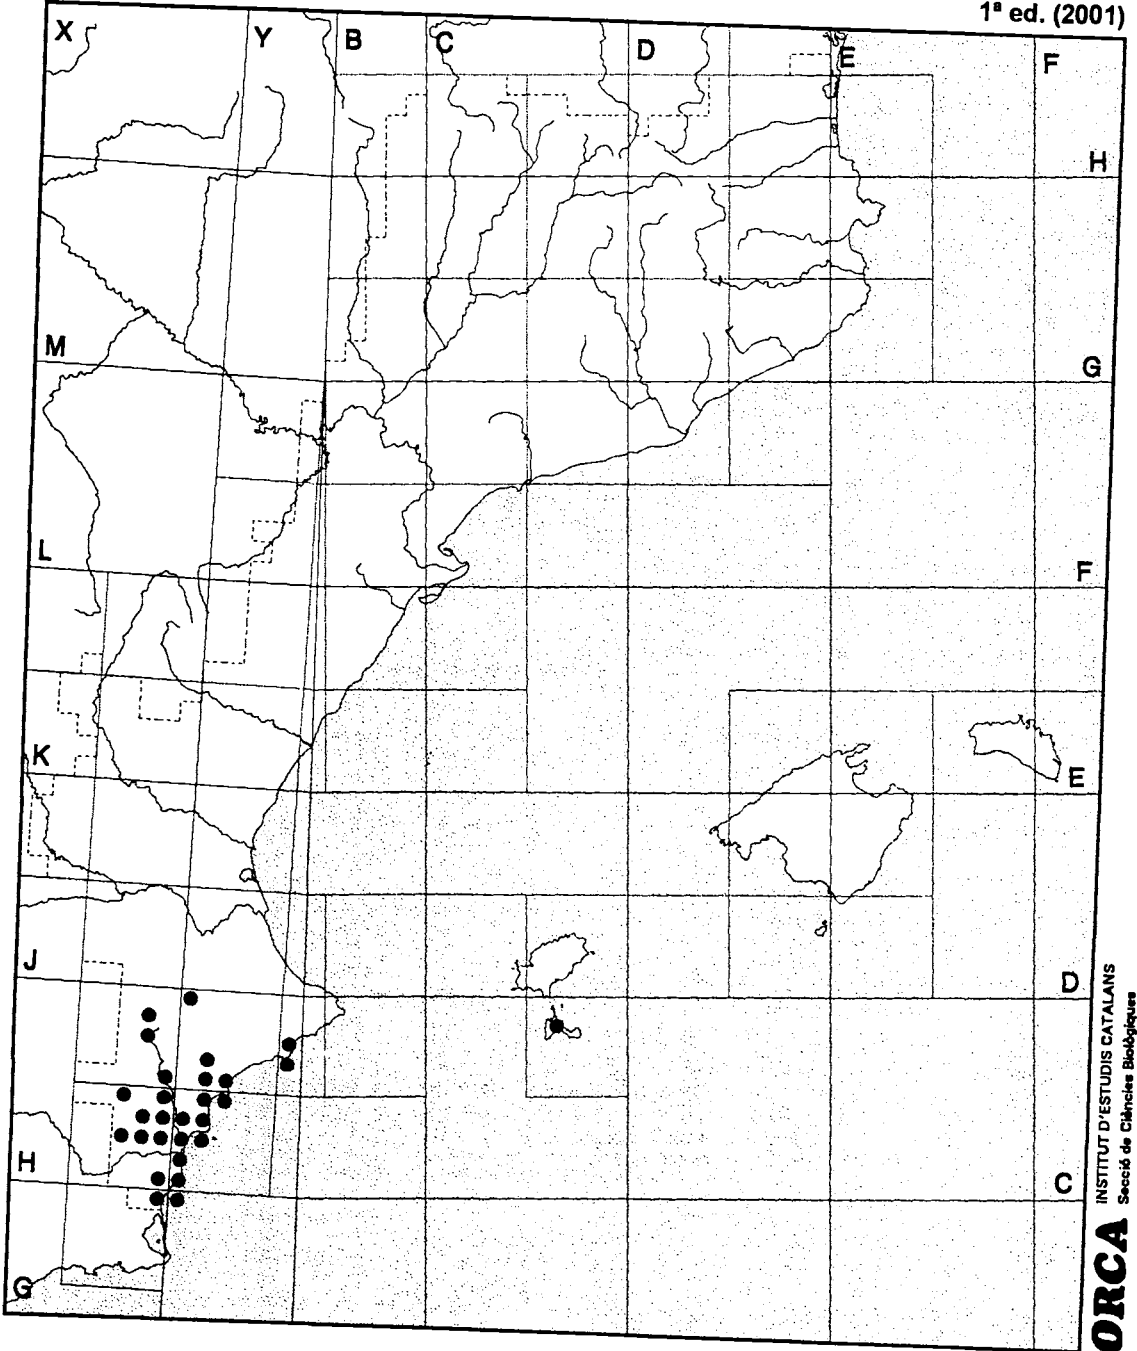 1ª ed. (2001)
X
Y
B
C
D
E
F
H
M
G
L
F
K
E
J
D
H
C
G
ORCA
INSTITUT D'ESTUDIS CATALANS
Secció de Ciències Biològiques